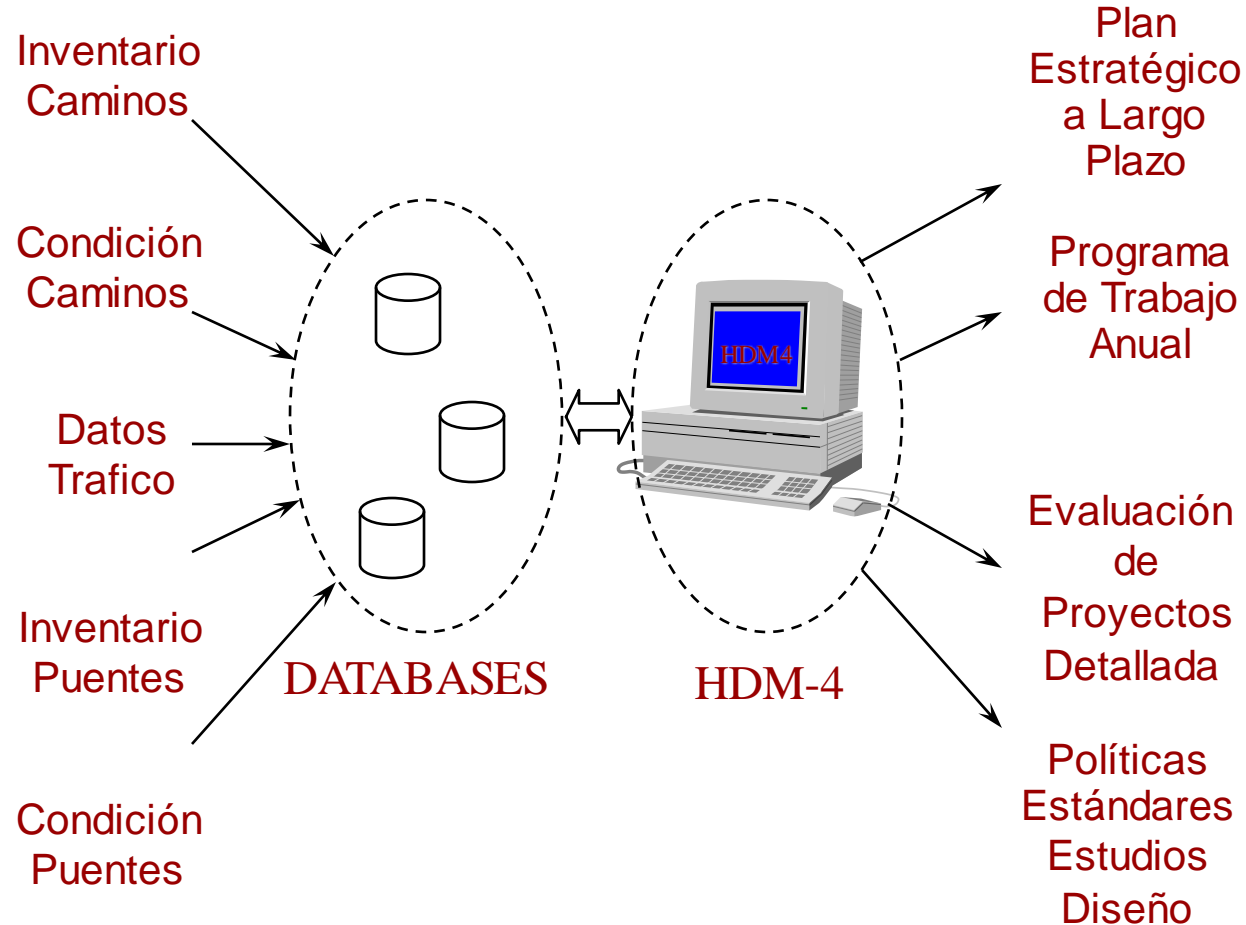 Inventario
Caminos
Condición
Caminos
Datos
Trafico
Inventario
Puentes
Condición
Puentes
DATABASES
HDM4
HDM-4
Plan
Estratégico
a Largo
Plazo
Programa
de Trabajo
Anual
Evaluación
de
Proyectos
Detallada
Políticas
Estándares
Estudios
Diseño